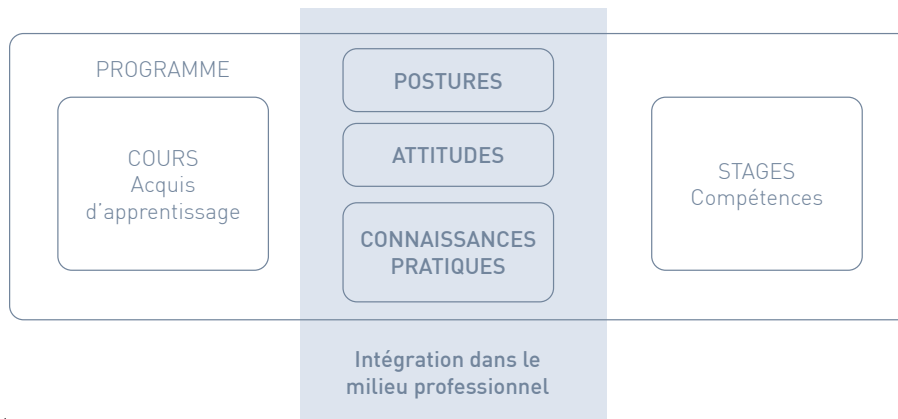 PROGRAMME
COURS
Acquis
d'apprentissage
POSTURES
ATTITUDES
CONNAISSANCES
PRATIQUES
STAGES
Compétences
Intégration dans le
milieu professionnel